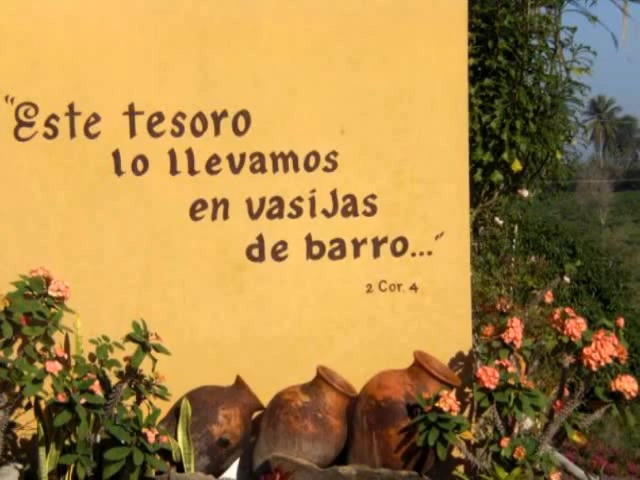 "Este tesoro
lo llevamos
en vasijas
de barro..."
2 Cor. 4